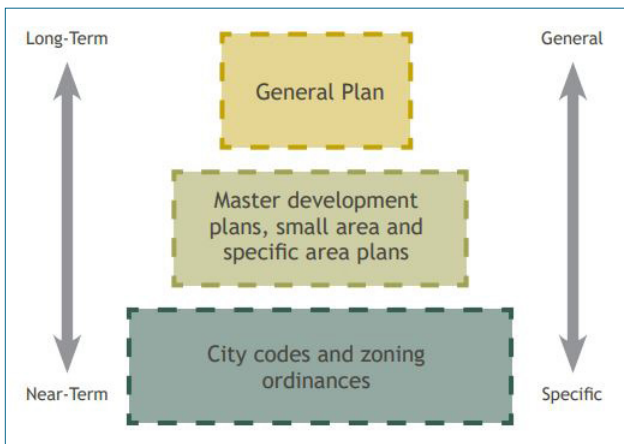 Long-Term
General
General Plan
Master development
plans, small area and
specific area plans
City codes and zoning
ordinances
Near-Term
Specific